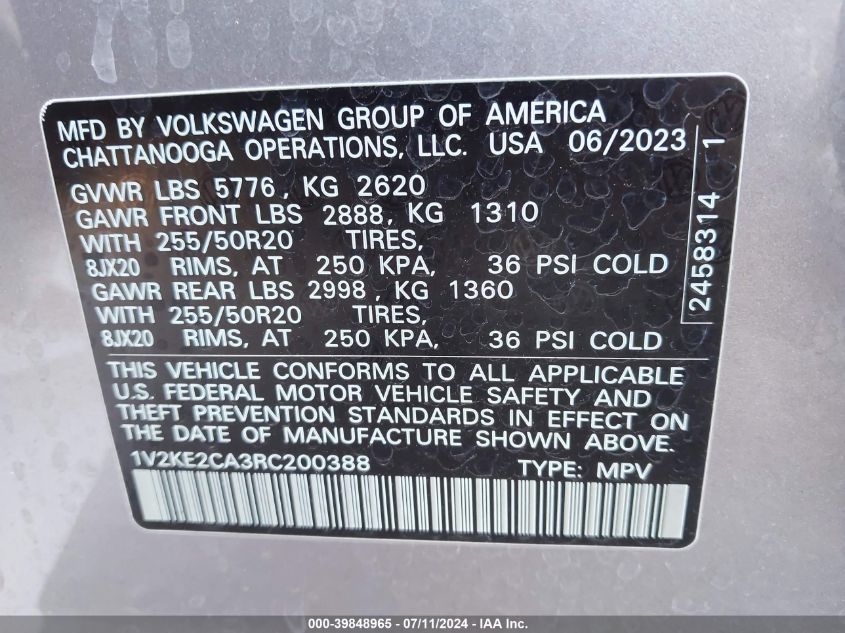 MFD BY VOLKSWAGEN GROUP OF AMERICA
CHATTANOOGA OPERATIONS, LLC. USA 06/2023
GVWR LBS 5776, KG 2620
GAWR FRONT LBS 2888, KG 1310
WITH 255/50R20 TIRES,
8JX20 RIMS, AT 250 KPA, 36 PSI COLD
GAWR REAR LBS 2998, KG 1360
WITH 255/50R20 TIRES,
8JX20 RIMS, AT 250 KPA, 36 PSI COLD
2458314 1
THIS VEHICLE CONFORMS TO ALL APPLICABLE
U.S. FEDERAL MOTOR VEHICLE SAFETY AND
THEFT PREVENTION STANDARDS IN EFFECT ON
THE DATE OF MANUFACTURE SHOWN ABOVE.
1V2KE2CA3RC200388 TYPE: MPV
000-39848965 - 07/11/2024 - IAA Inc.